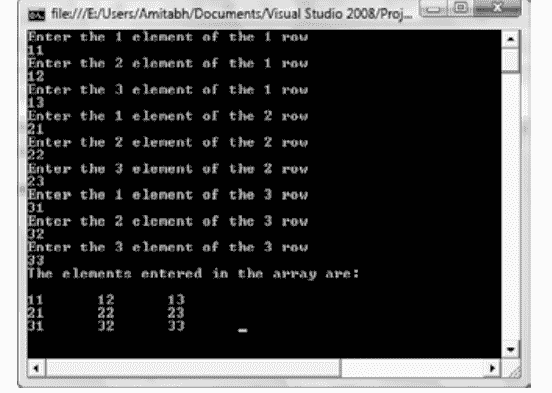 file:///E:/Users/Amitabh/Documents/Visual Studio 2008/Proj...
Enter the 1 element of the 1 row
11
Enter the 2 element of the 1 row
12
Enter the 3 element of the 1 row
13
Enter the 1 element of the 2 row
21
Enter the 2 element of the 2 row
22
Enter the 3 element of the 2 row
23
Enter the 1 element of the 3 row
31
Enter the 2 element of the 3 row
32
Enter the 3 element of the 3 row
33
The elements entered in the array are:
11 12 13
21 22 23
31 32 33 _